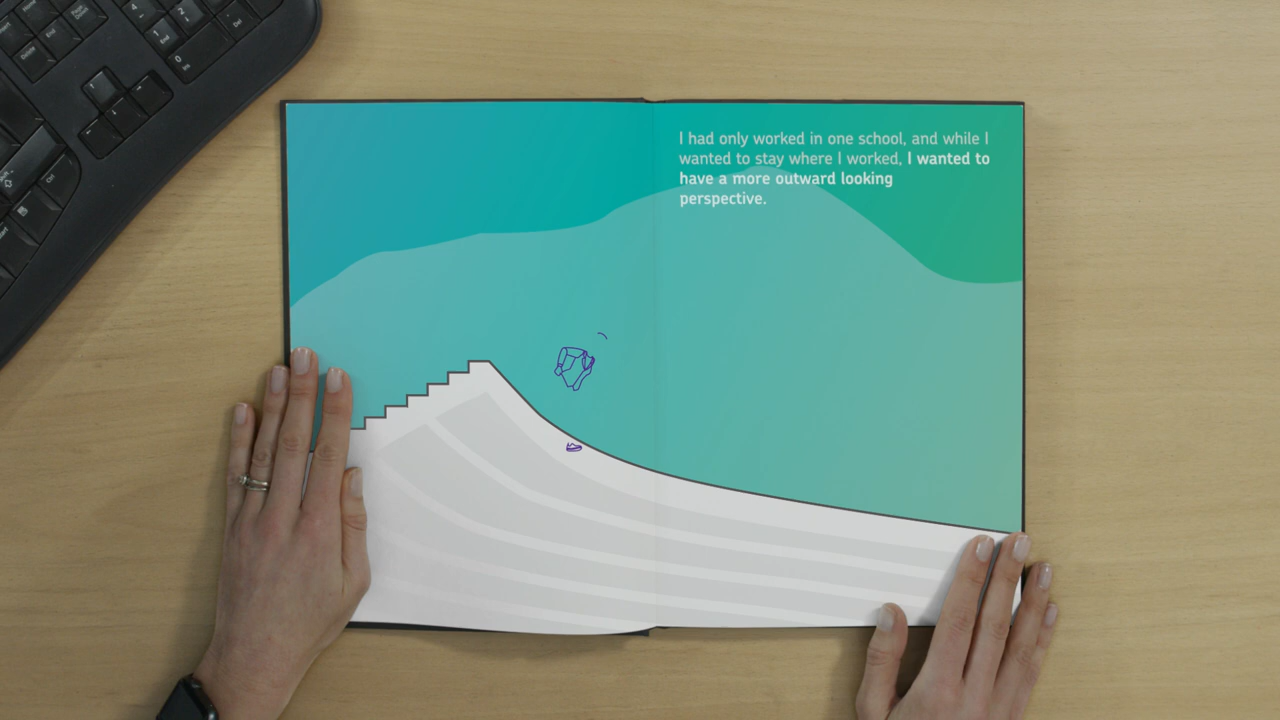 I had only worked in one school, and while I
wanted to stay where I worked, I wanted to
have a more outward looking
perspective.